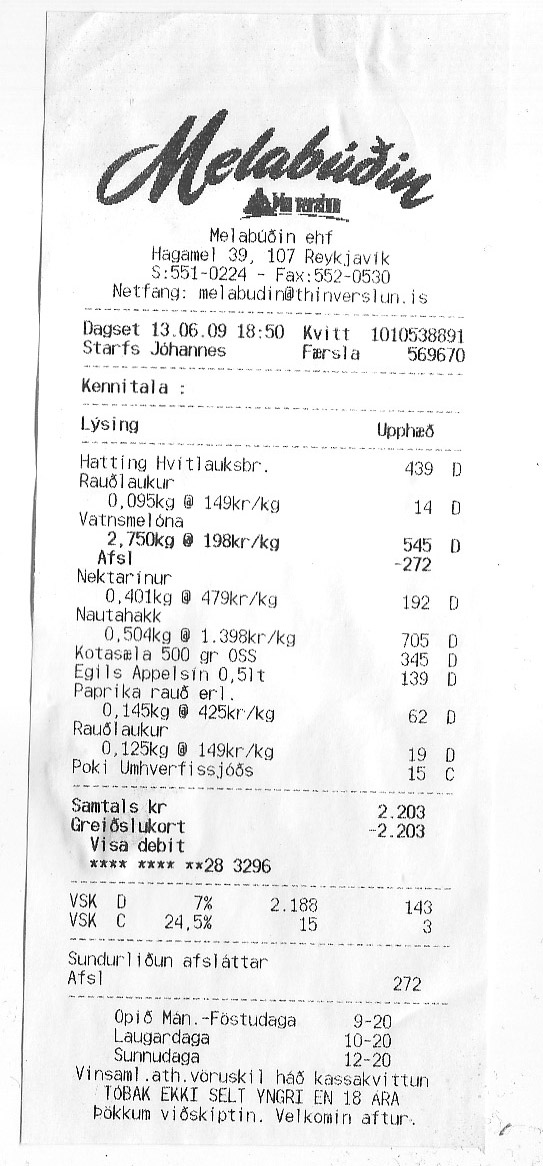 Melabúðin
Þín verslun
Melabúðin ehf
Hagamel 39, 107 Reykjavík
S:551-0224 - Fax:552-0530
Netfang: melabudin@thinverslun.is
Dagset 13.06.09 18:50 Kvitt 1010538891
Starfs Jóhannes Færsla 569670
Kennitala :
Lýsing Upphæð
Hatting Hvítlauksbr. 439 D
Rauðlaukur
0,095kg @ 149kr/kg 14 D
Vatnsmelóna
2,750kg @ 198kr/kg 545 D
Afsl -272
Nektarínur
0,401kg @ 479kr/kg 192 D
Nautahakk
0,504kg @ 1.398kr/kg 705 D
Kotasæla 500 gr OSS 345 D
Egils Appelsín 0,5lt 139 D
Paprika rauð erl.
0,145kg @ 425kr/kg 62 D
Rauðlaukur
0,125kg @ 149kr/kg 19 D
Poki Umhverfissjóðs 15 C
Samtals kr 2.203
Greiðslukort -2.203
Visa debit
**** **** **28 3296
VSK D 7% 2.188 143
VSK C 24,5% 15 3
Sundurliðun afsláttar
Afsl 272
Opið Mán.-Föstudaga 9-20
Laugardaga 10-20
Sunnudaga 12-20
Vinsaml.ath.vöruskil háð kassakvittun
TÓBAK EKKI SELT YNGRI EN 18 ÁRA
Þökkum viðskiptin. Velkomin aftur.